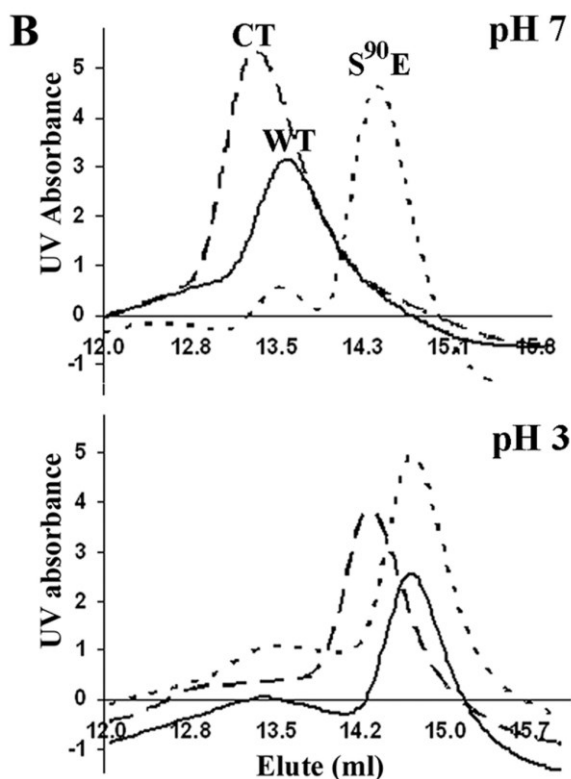 B
pH 7
CT
S⁹⁰E
WT
UV Absorbance
5
4
3
2
1
0
-1
12.0 12.8 13.5 14.3 15.1 15.8
pH 3
UV absorbance
5
4
3
2
1
0
-1
12.0 12.8 13.5 14.2 15.0 15.7
Elute (ml)